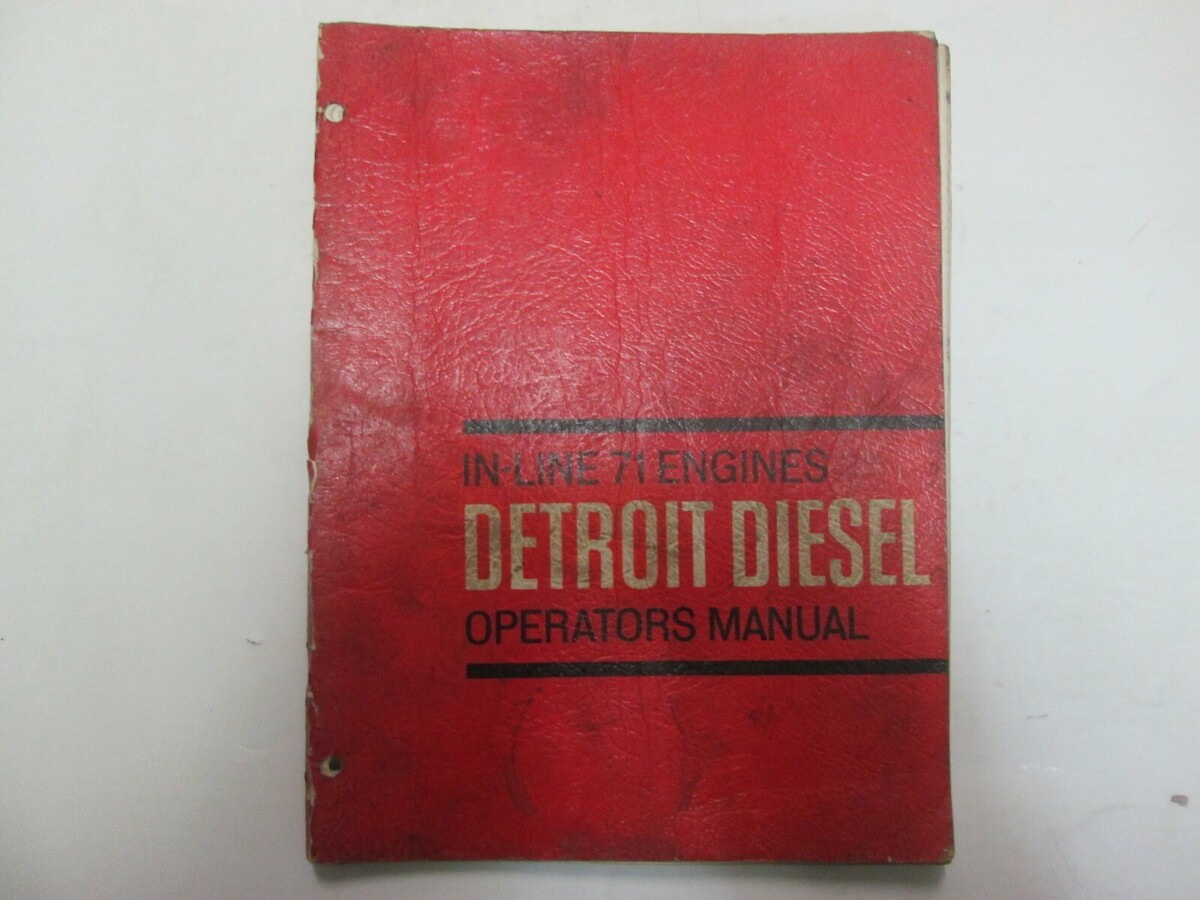 IN-LINE 71 ENGINES
DETROIT DIESEL
OPERATORS MANUAL